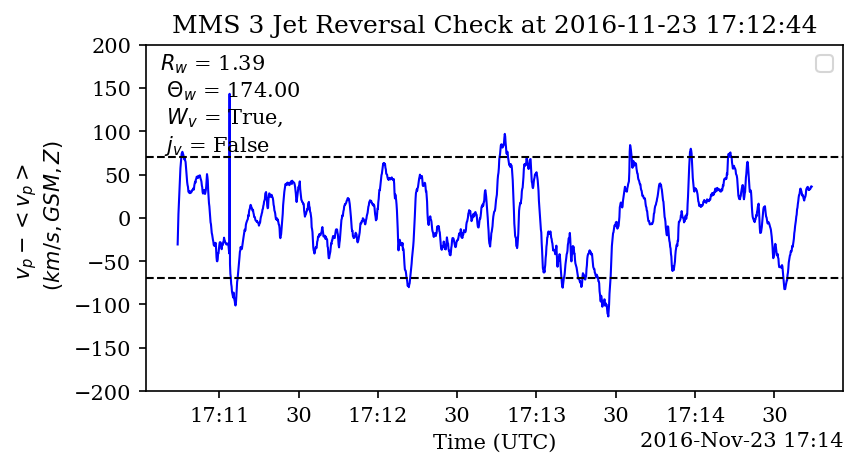 MMS 3 Jet Reversal Check at 2016-11-23 17:12:44
200
150
100
50
0
−50
−100
−150
−200
v_p − < v_p >
(km/s, GSM, Z)
R_w = 1.39
Θ_w = 174.00
W_v = True,
j_v = False
17:11 30 17:12 30 17:13 30 17:14 30
Time (UTC)
2016-Nov-23 17:14